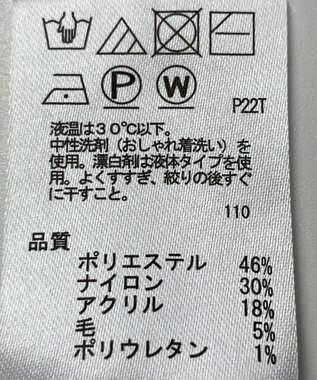 P W
P22T
液温は30℃以下。
中性洗剤（おしゃれ着洗い）を
使用。漂白剤は液体タイプを使
用。よくすすぎ、絞りの後すぐ
に干すこと。
110
品質
ポリエステル 46%
ナイロン 30%
アクリル 18%
毛 5%
ポリウレタン 1%